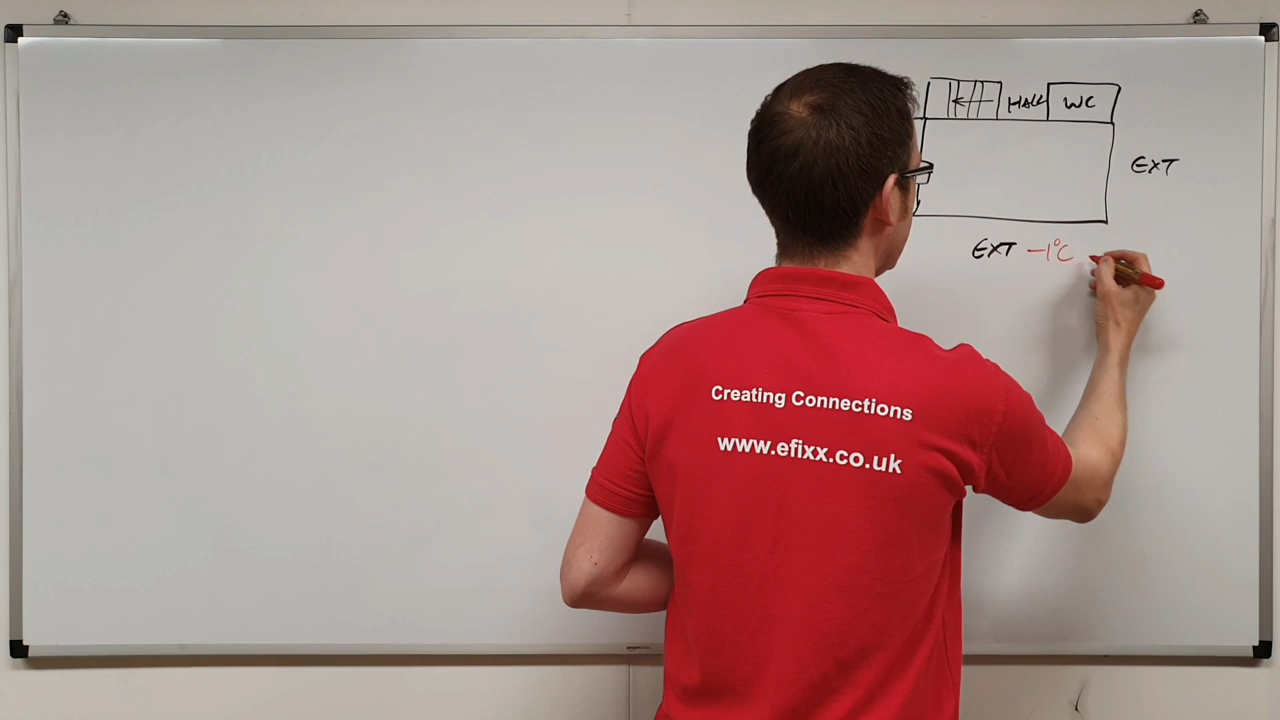 HALL WC
EXT
EXT -1°C
Creating Connections
www.efixx.co.uk